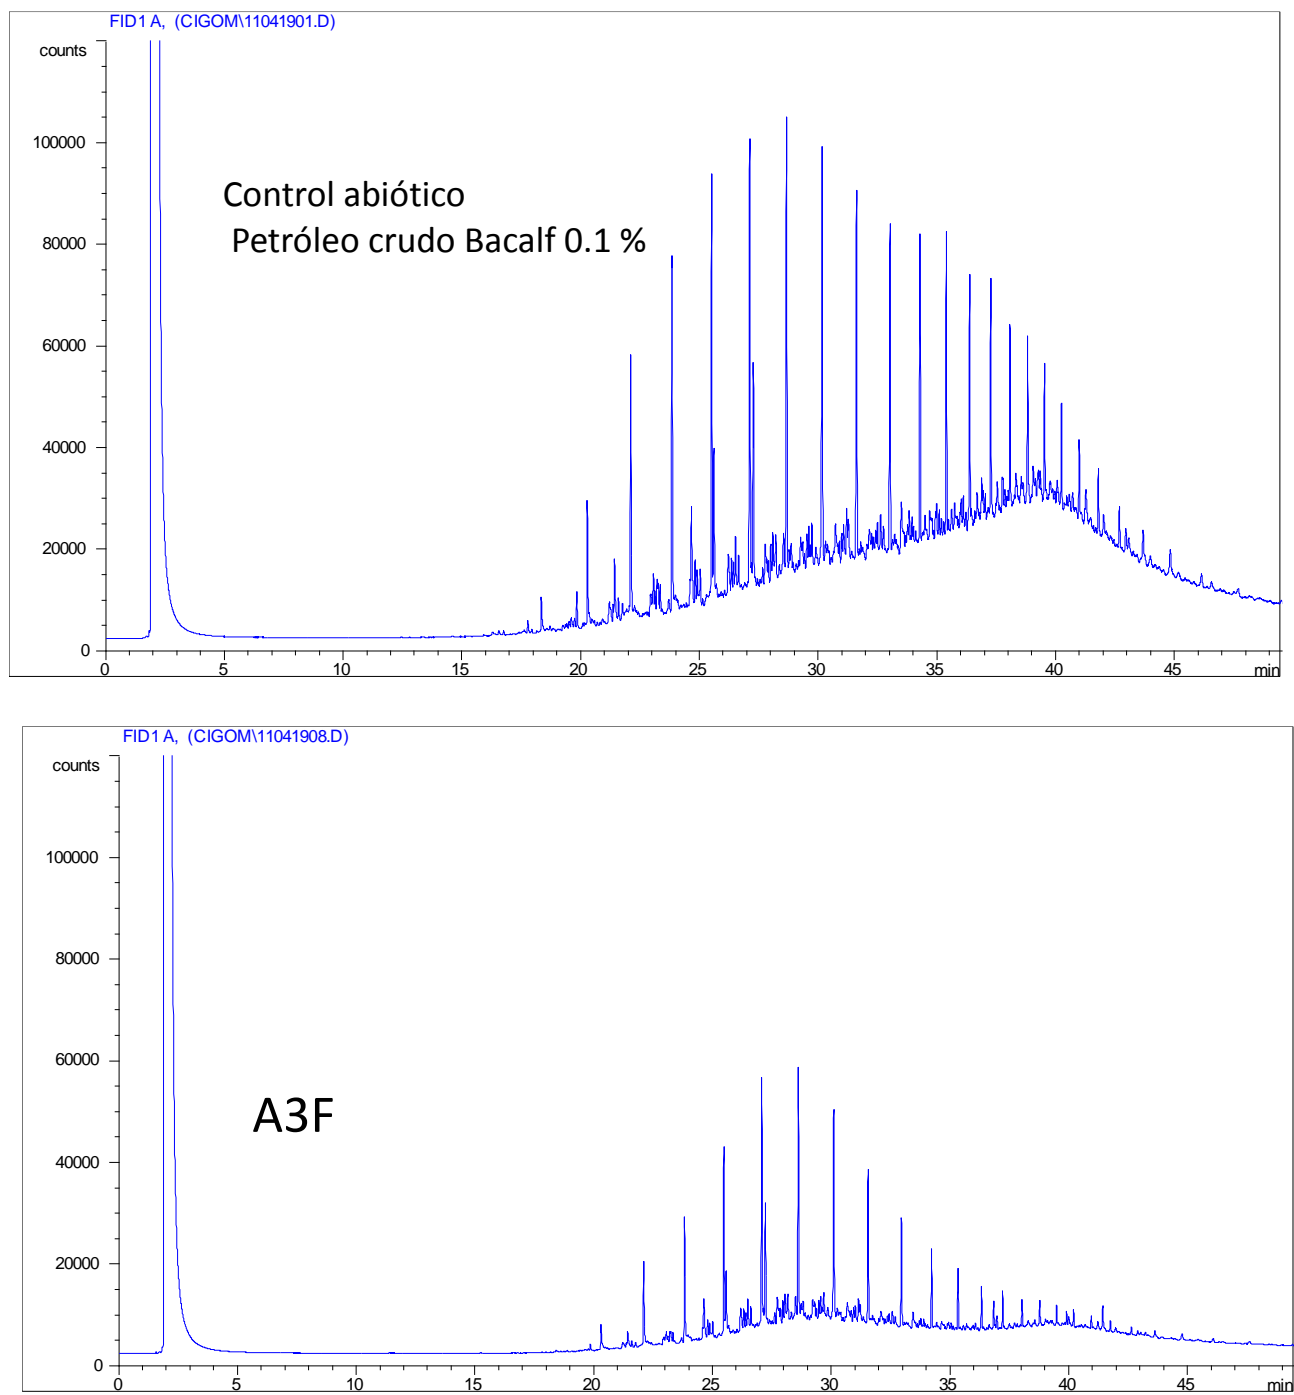 FID1 A, (CIGOM\11041901.D)
counts
100000
80000
60000
40000
20000
0
Control abiótico
Petróleo crudo Bacalf 0.1 %
0 5 10 15 20 25 30 35 40 45 min
FID1 A, (CIGOM\11041908.D)
counts
100000
80000
60000
40000
20000
0
A3F
0 5 10 15 20 25 30 35 40 45 min